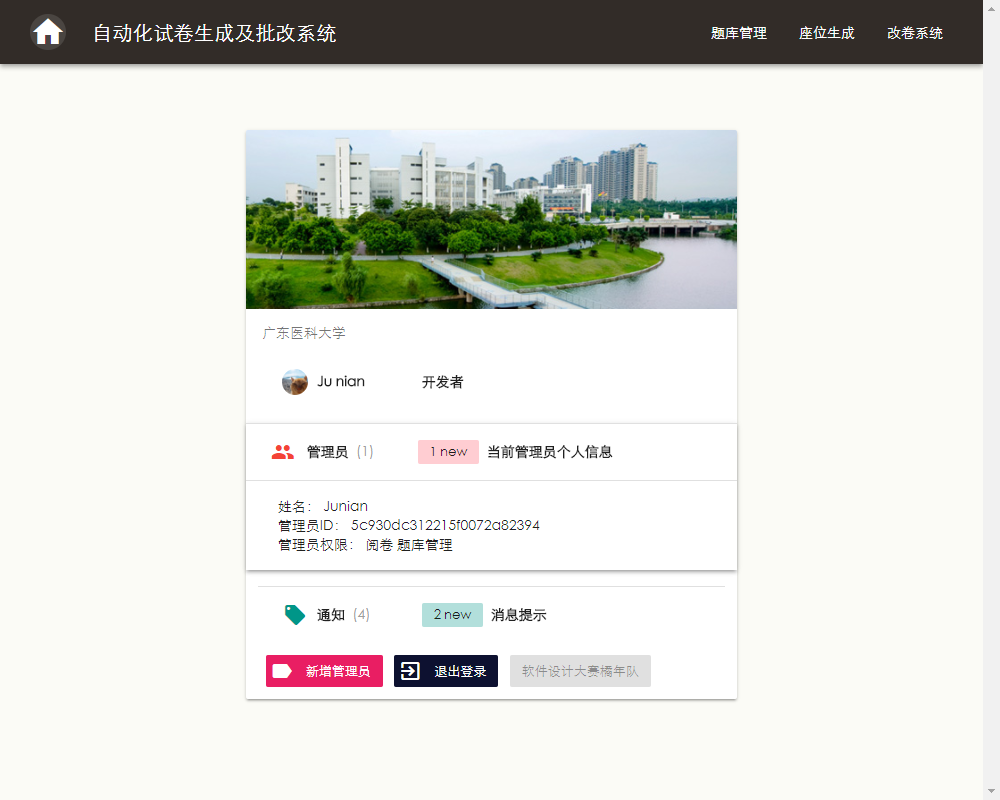 自动化试卷生成及批改系统
题库管理 座位生成 改卷系统
广东医科大学
Ju nian 开发者
管理员 (1) 1 new 当前管理员个人信息
姓名： Junian
管理员ID： 5c930dc312215f0072a82394
管理员权限： 阅卷 题库管理
通知 (4) 2 new 消息提示
新增管理员 退出登录 软件设计大赛橘年队